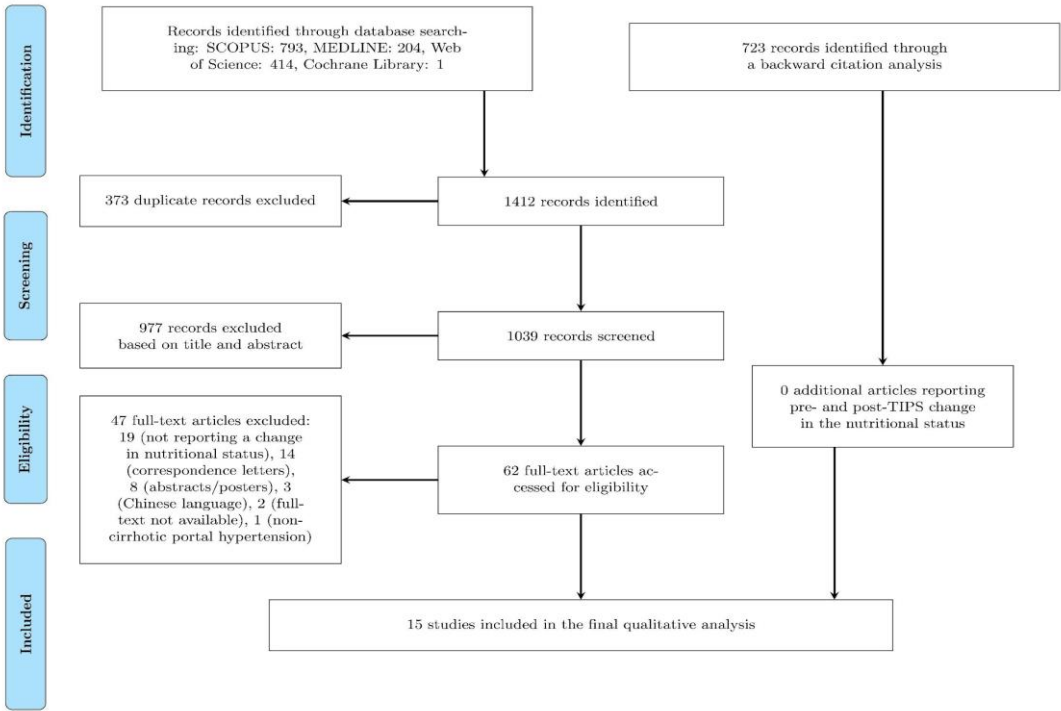 Identification
Records identified through database search-
ing: SCOPUS: 793, MEDLINE: 204, Web
of Science: 414, Cochrane Library: 1
723 records identified through
a backward citation analysis
373 duplicate records excluded
1412 records identified
Screening
977 records excluded
based on title and abstract
1039 records screened
Eligibility
47 full-text articles excluded:
19 (not reporting a change
in nutritional status), 14
(correspondence letters),
8 (abstracts/posters), 3
(Chinese language), 2 (full-
text not available), 1 (non-
cirrhotic portal hypertension)
62 full-text articles ac-
cessed for eligibility
0 additional articles reporting
pre- and post-TIPS change
in the nutritional status
Included
15 studies included in the final qualitative analysis